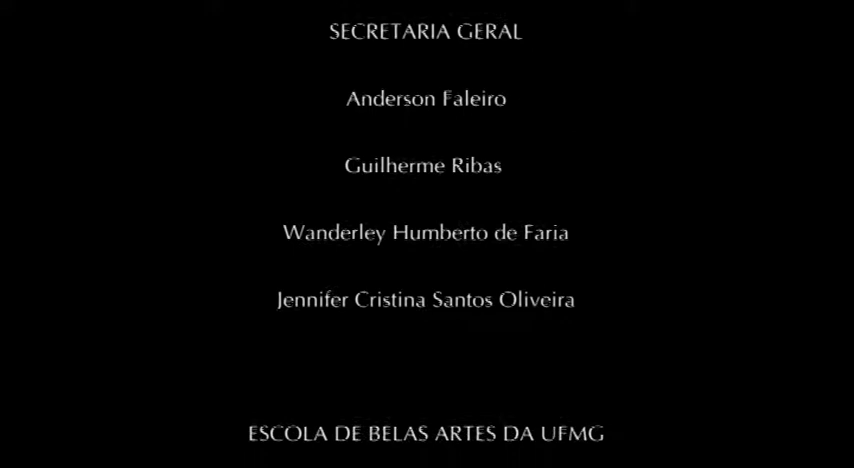 SECRETARIA GERAL
Anderson Faleiro
Guilherme Ribas
Wanderley Humberto de Faria
Jennifer Cristina Santos Oliveira
ESCOLA DE BELAS ARTES DA UFMG